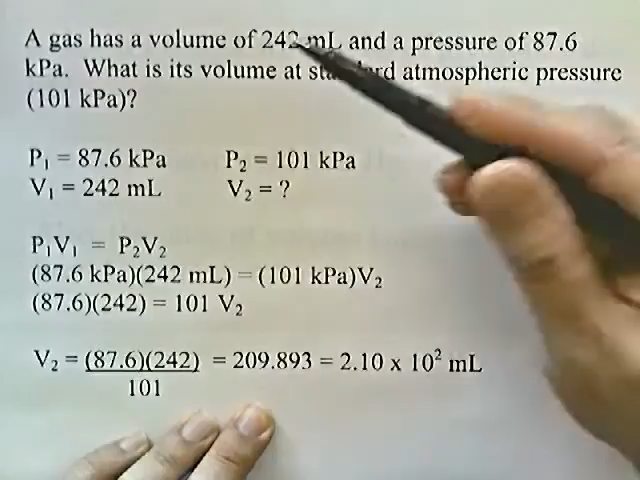 A gas has a volume of 242 mL and a pressure of 87.6
kPa. What is its volume at standard atmospheric pressure
(101 kPa)?
P₁ = 87.6 kPa P₂ = 101 kPa
V₁ = 242 mL V₂ = ?
P₁V₁ = P₂V₂
(87.6 kPa)(242 mL) = (101 kPa)V₂
(87.6)(242) = 101 V₂
V₂ = (87.6)(242) = 209.893 = 2.10 x 10² mL
101